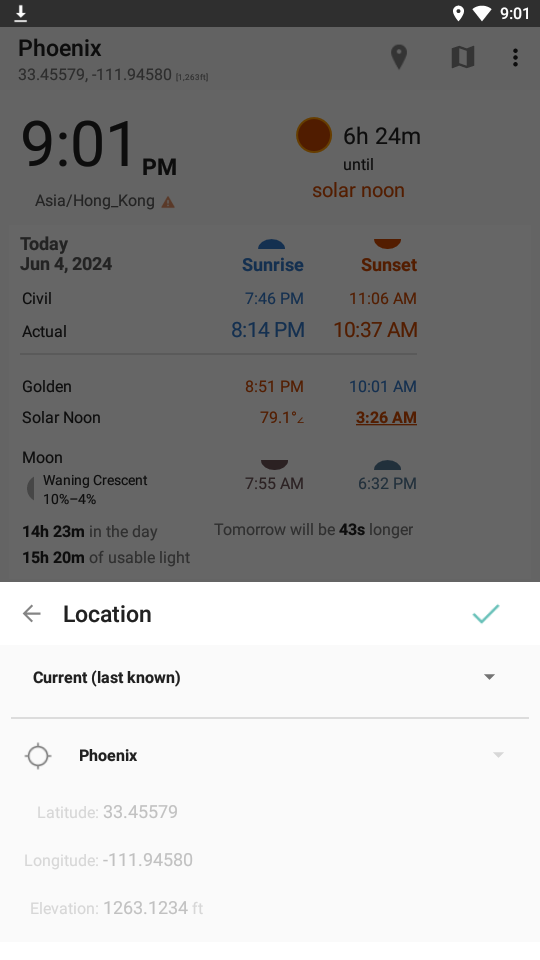 9:01
Phoenix
33.45579, -111.94580 [1,263ft]
9:01 PM
6h 24m
until
solar noon
Asia/Hong_Kong
Today
Jun 4, 2024
Sunrise Sunset
Civil 7:46 PM 11:06 AM
Actual 8:14 PM 10:37 AM
Golden 8:51 PM 10:01 AM
Solar Noon 79.1°∠ 3:26 AM
Moon
Waning Crescent
10%–4%
7:55 AM 6:32 PM
14h 23m in the day Tomorrow will be 43s longer
15h 20m of usable light
Location
Current (last known)
Phoenix
Latitude: 33.45579
Longitude: -111.94580
Elevation: 1263.1234 ft